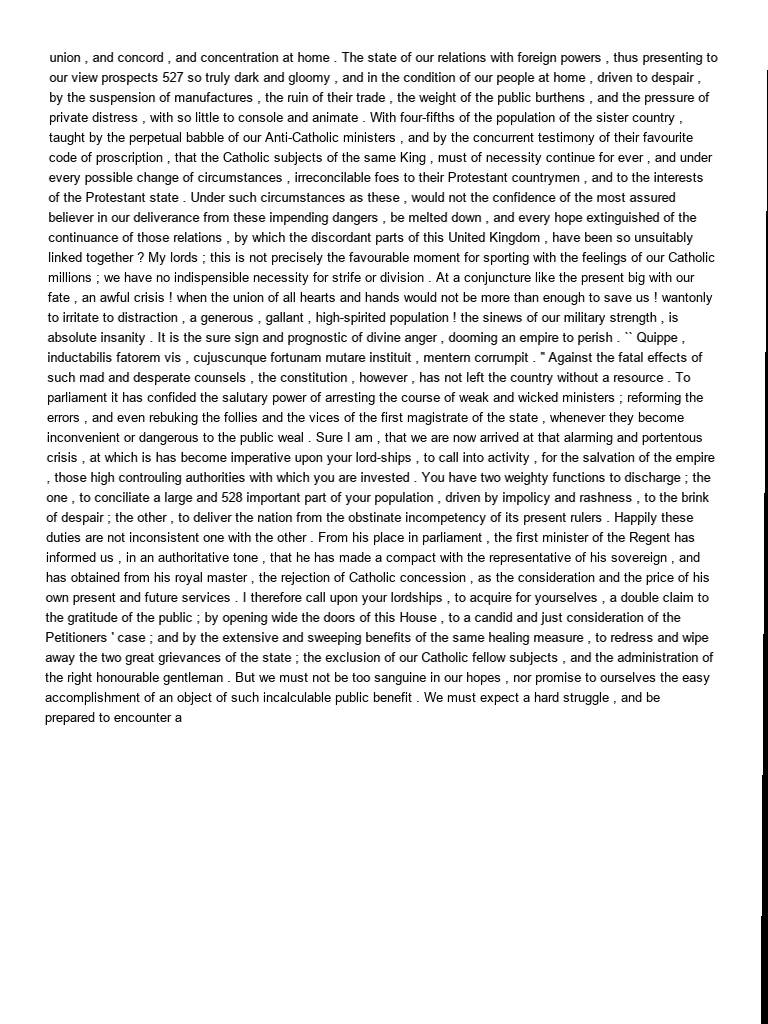 union , and concord , and concentration at home . The state of our relations with foreign powers , thus presenting to
our view prospects 527 so truly dark and gloomy , and in the condition of our people at home , driven to despair ,
by the suspension of manufactures , the ruin of their trade , the weight of the public burthens , and the pressure of
private distress , with so little to console and animate . With four-fifths of the population of the sister country ,
taught by the perpetual babble of our Anti-Catholic ministers , and by the concurrent testimony of their favourite
code of proscription , that the Catholic subjects of the same King , must of necessity continue for ever , and under
every possible change of circumstances , irreconcilable foes to their Protestant countrymen , and to the interests
of the Protestant state . Under such circumstances as these , would not the confidence of the most assured
believer in our deliverance from these impending dangers , be melted down , and every hope extinguished of the
continuance of those relations , by which the discordant parts of this United Kingdom , have been so unsuitably
linked together ? My lords ; this is not precisely the favourable moment for sporting with the feelings of our Catholic
millions ; we have no indispensible necessity for strife or division . At a conjuncture like the present big with our
fate , an awful crisis ! when the union of all hearts and hands would not be more than enough to save us ! wantonly
to irritate to distraction , a generous , gallant , high-spirited population ! the sinews of our military strength , is
absolute insanity . It is the sure sign and prognostic of divine anger , dooming an empire to perish . `` Quippe ,
inductabilis fatorem vis , cujuscunque fortunam mutare instituit , mentern corrumpit . " Against the fatal effects of
such mad and desperate counsels , the constitution , however , has not left the country without a resource . To
parliament it has confided the salutary power of arresting the course of weak and wicked ministers ; reforming the
errors , and even rebuking the follies and the vices of the first magistrate of the state , whenever they become
inconvenient or dangerous to the public weal . Sure I am , that we are now arrived at that alarming and portentous
crisis , at which is has become imperative upon your lord-ships , to call into activity , for the salvation of the empire
, those high controuling authorities with which you are invested . You have two weighty functions to discharge ; the
one , to conciliate a large and 528 important part of your population , driven by impolicy and rashness , to the brink
of despair ; the other , to deliver the nation from the obstinate incompetency of its present rulers . Happily these
duties are not inconsistent one with the other . From his place in parliament , the first minister of the Regent has
informed us , in an authoritative tone , that he has made a compact with the representative of his sovereign , and
has obtained from his royal master , the rejection of Catholic concession , as the consideration and the price of his
own present and future services . I therefore call upon your lordships , to acquire for yourselves , a double claim to
the gratitude of the public ; by opening wide the doors of this House , to a candid and just consideration of the
Petitioners ' case ; and by the extensive and sweeping benefits of the same healing measure , to redress and wipe
away the two great grievances of the state ; the exclusion of our Catholic fellow subjects , and the administration of
the right honourable gentleman . But we must not be too sanguine in our hopes , nor promise to ourselves the easy
accomplishment of an object of such incalculable public benefit . We must expect a hard struggle , and be
prepared to encounter a